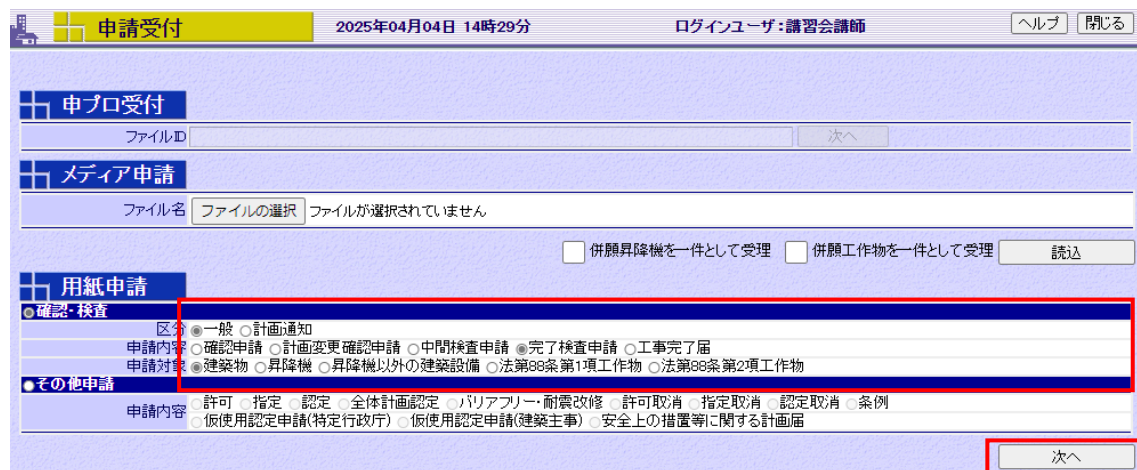 申請受付 2025年04月04日 14時29分 ログインユーザ：講習会講師 ヘルプ 閉じる
申プロ受付
ファイルID 次へ
メディア申請
ファイル名 ファイルの選択 ファイルが選択されていません
併願昇降機を一件として受理 併願工作物を一件として受理 読込
用紙申請
確認・検査
区分 一般 計画通知
申請内容 確認申請 計画変更確認申請 中間検査申請 完了検査申請 工事完了届
申請対象 建築物 昇降機 昇降機以外の建築設備 法第88条第1項工作物 法第88条第2項工作物
その他申請
申請内容 許可 指定 認定 全体計画認定 バリアフリー・耐震改修 許可取消 指定取消 認定取消 条例
仮使用認定申請(特定行政庁) 仮使用認定申請(建築主事) 安全上の措置等に関する計画届
次へ